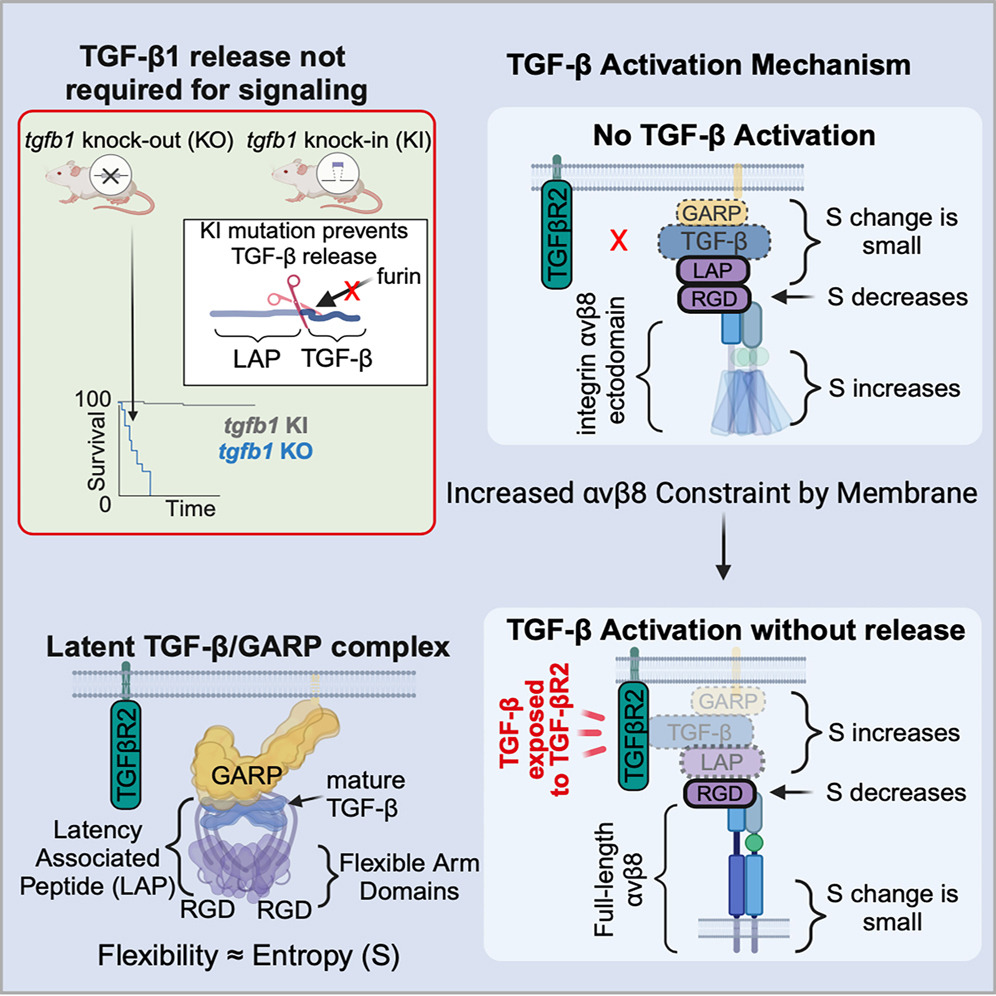 TGF-β1 release not
required for signaling
tgfb1 knock-out (KO)
tgfb1 knock-in (KI)
KI mutation prevents
TGF-β release
furin
X
LAP
TGF-β
100
Survival
0
Time
tgfb1 KI
tgfb1 KO
TGF-β Activation Mechanism
No TGF-β Activation
TGFβR2
X
GARP
TGF-β
LAP
RGD
S change is
small
S decreases
integrin αvβ8
ectodomain
S increases
Increased αvβ8 Constraint by Membrane
Latent TGF-β/GARP complex
TGFβR2
GARP
mature
TGF-β
Latency
Associated
Peptide (LAP)
Flexible Arm
Domains
RGD
RGD
Flexibility ≈ Entropy (S)
TGF-β Activation without release
TGF-β
exposed
to TGF-βR2
TGFβR2
GARP
TGF-β
LAP
RGD
S increases
S decreases
Full-length
αvβ8
S change is
small